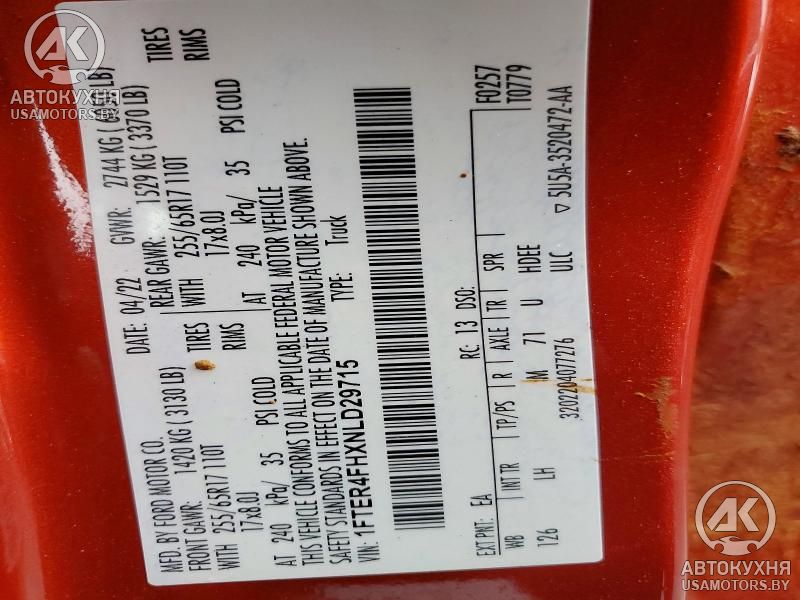 MFD. BY FORD MOTOR CO.
DATE: 04/22 GVWR: 2744 KG (
FRONT GAWR: 1420 KG ( 3130 LB)
REAR GAWR: 1529 KG ( 3370 LB)
WITH 255/65R17 110T TIRES
WITH 255/65R17 110T TIRES
17x8.0J RIMS
17x8.0J RIMS
AT 240 kPa/ 35 PSI COLD
AT 240 kPa/ 35 PSI COLD
THIS VEHICLE CONFORMS TO ALL APPLICABLE FEDERAL MOTOR VEHICLE
SAFETY STANDARDS IN EFFECT ON THE DATE OF MANUFACTURE SHOWN ABOVE.
VIN: 1FTER4FHXNLD29715
TYPE: Truck
F0257
T0779
EXT PNT: EA RC: 13 DSO:
WB INT TR TP/PS R AXLE TR SPR
126 LH M 71 U HDEE
3202204077276 ULC ▽ 5U5A-3520472-AA
АВТОКУХНЯ
USAMOTORS.BY
АВТОКУХНЯ
USAMOTORS.BY